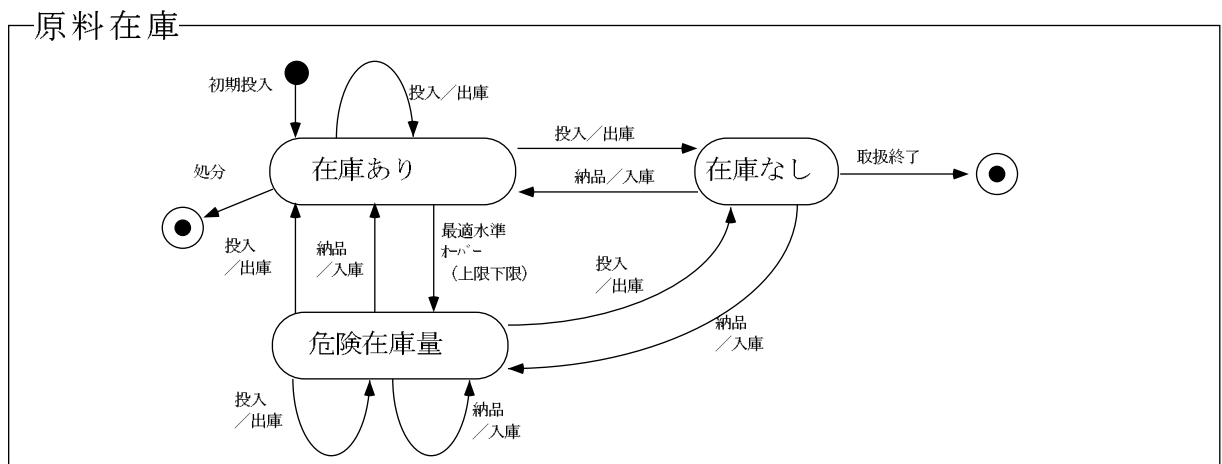 原料在庫
初期投入
投入／出庫
投入／出庫
在庫あり
在庫なし
取扱終了
処分
納品／入庫
投入
／出庫
納品
／入庫
最適水準
ｵｰﾊﾞｰ
（上限下限）
投入
／出庫
危険在庫量
納品
／入庫
投入
／出庫
納品
／入庫